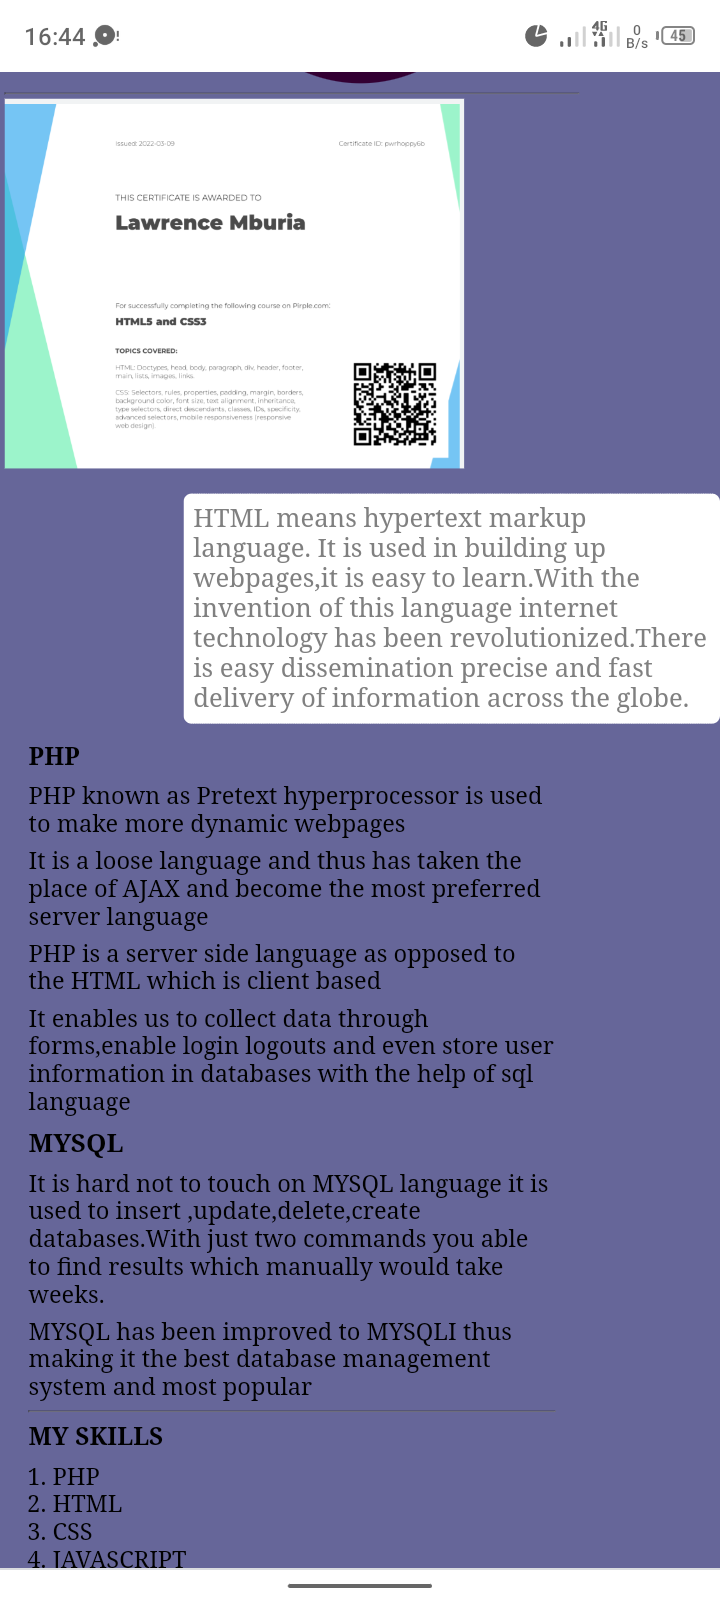 16:44
4G
0
B/s
45
Issued: 2022-03-09
Certificate ID: pwrhoppy6b
THIS CERTIFICATE IS AWARDED TO
Lawrence Mburia
For successfully completing the following course on Pirple.com:
HTML5 and CSS3
TOPICS COVERED:
HTML: Doctypes, head, body, paragraph, div, header, footer,
main, lists, images, links.
CSS: Selectors, rules, properties, padding, margin, borders,
background color, font size, text alignment, inheritance,
type selectors, direct descendants, classes, IDs, specificity,
advanced selectors, mobile responsiveness (responsive
web design).
HTML means hypertext markup
language. It is used in building up
webpages,it is easy to learn.With the
invention of this language internet
technology has been revolutionized.There
is easy dissemination precise and fast
delivery of information across the globe.
PHP
PHP known as Pretext hyperprocessor is used
to make more dynamic webpages
It is a loose language and thus has taken the
place of AJAX and become the most preferred
server language
PHP is a server side language as opposed to
the HTML which is client based
It enables us to collect data through
forms,enable login logouts and even store user
information in databases with the help of sql
language
MYSQL
It is hard not to touch on MYSQL language it is
used to insert ,update,delete,create
databases.With just two commands you able
to find results which manually would take
weeks.
MYSQL has been improved to MYSQLI thus
making it the best database management
system and most popular
MY SKILLS
1. PHP
2. HTML
3. CSS
4. JAVASCRIPT